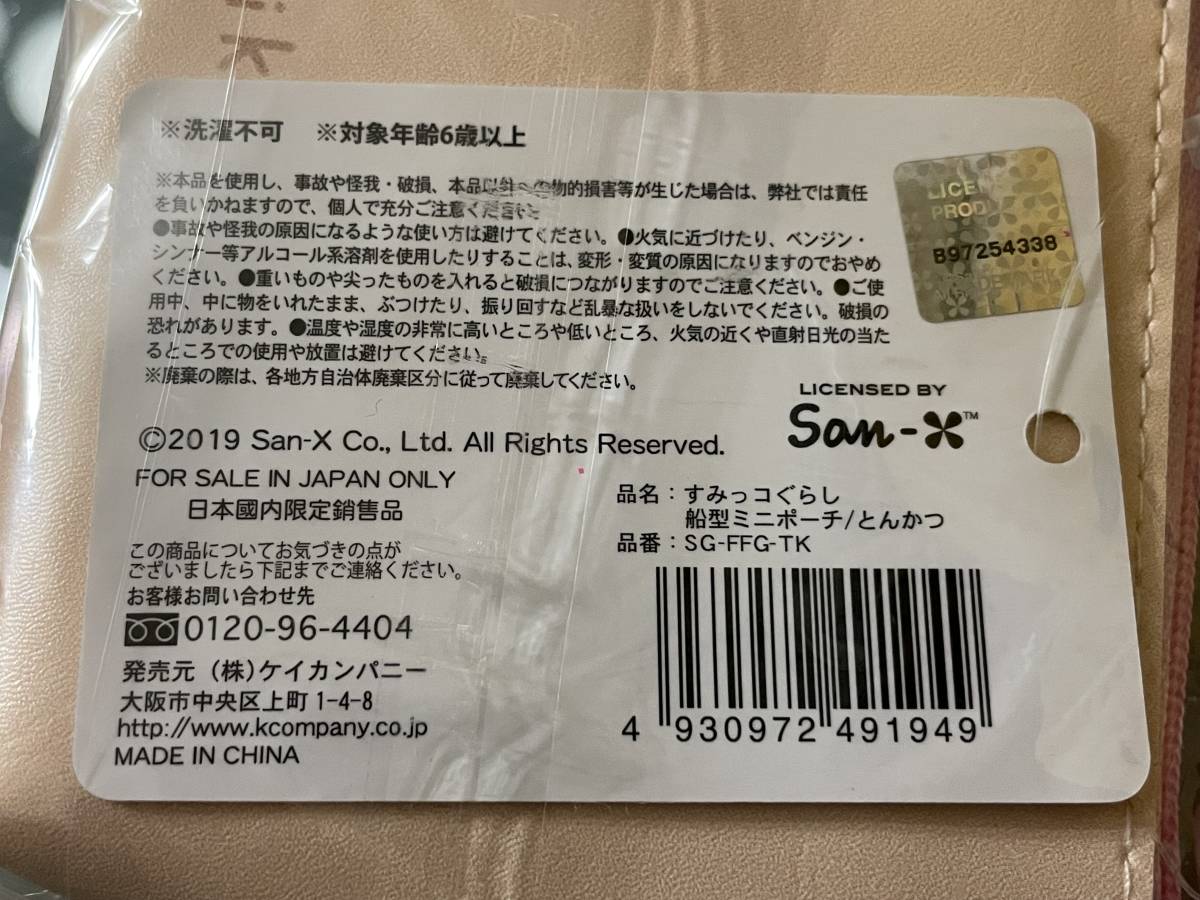 ※洗濯不可 ※対象年齢6歳以上
※本品を使用し、事故や怪我・破損、本品以外への物的損害等が生じた場合は、弊社では責任
を負いかねますので、個人で充分ご注意ください。
●事故や怪我の原因になるような使い方は避けてください。●火気に近づけたり、ベンジン・
シンナー等アルコール系溶剤を使用したりすることは、変形・変質の原因になりますのでおやめ
ください。●重いものや尖ったものを入れると破損につながりますのでご注意ください。●ご使
用中、中に物をいれたまま、ぶつけたり、振り回すなど乱暴な扱いをしないでください。破損の
恐れがあります。●温度や湿度の非常に高いところや低いところ、火気の近くや直射日光の当た
るところでの使用や放置は避けてください。
※廃棄の際は、各地方自治体廃棄区分に従って廃棄してください。
B97254338
LICENSED BY
San-X™
©2019 San-X Co., Ltd. All Rights Reserved.
FOR SALE IN JAPAN ONLY
日本國内限定銷售品
この商品についてお気づきの点が
ございましたら下記までご連絡ください。
お客様お問い合わせ先
0120-96-4404
発売元 (株)ケイカンパニー
大阪市中央区上町 1-4-8
http://www.kcompany.co.jp
MADE IN CHINA
品名:すみっコぐらし
船型ミニポーチ/とんかつ
品番:SG-FFG-TK
4 930972 491949